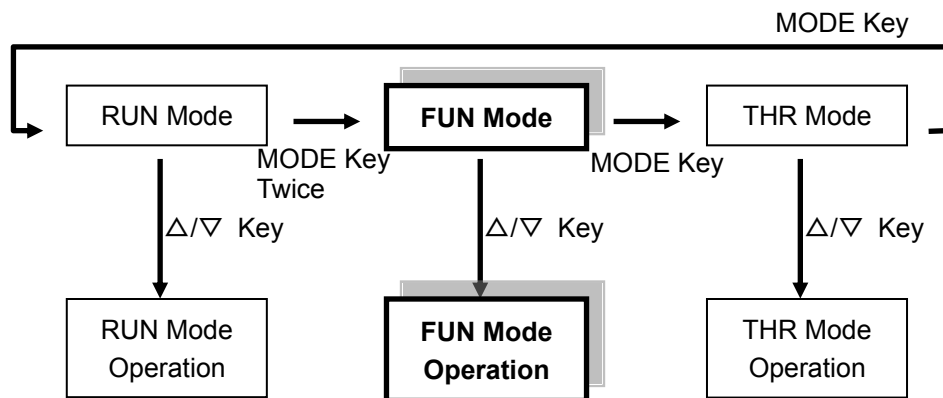 MODE Key
RUN Mode
FUN Mode
THR Mode
MODE Key
Twice
MODE Key
△/▽ Key
△/▽ Key
△/▽ Key
RUN Mode
Operation
FUN Mode
Operation
THR Mode
Operation